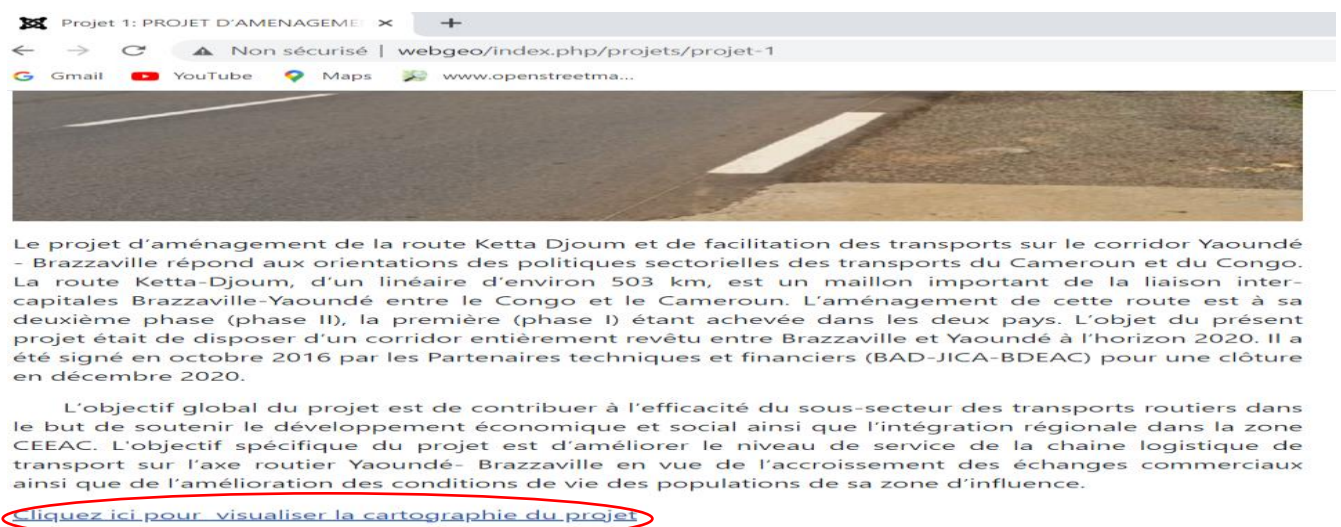 Projet 1: PROJET D'AMENAGEME
Non sécurisé | webgeo/index.php/projets/projet-1
Gmail YouTube Maps www.openstreetma...
Le projet d'aménagement de la route Ketta Djoum et de facilitation des transports sur le corridor Yaoundé
- Brazzaville répond aux orientations des politiques sectorielles des transports du Cameroun et du Congo.
La route Ketta-Djoum, d'un linéaire d'environ 503 km, est un maillon important de la liaison inter-
capitales Brazzaville-Yaoundé entre le Congo et le Cameroun. L'aménagement de cette route est à sa
deuxième phase (phase II), la première (phase I) étant achevée dans les deux pays. L'objet du présent
projet était de disposer d'un corridor entièrement revêtu entre Brazzaville et Yaoundé à l'horizon 2020. Il a
été signé en octobre 2016 par les Partenaires techniques et financiers (BAD-JICA-BDEAC) pour une clôture
en décembre 2020.
L'objectif global du projet est de contribuer à l'efficacité du sous-secteur des transports routiers dans
le but de soutenir le développement économique et social ainsi que l'intégration régionale dans la zone
CEEAC. L'objectif spécifique du projet est d'améliorer le niveau de service de la chaine logistique de
transport sur l'axe routier Yaoundé- Brazzaville en vue de l'accroissement des échanges commerciaux
ainsi que de l'amélioration des conditions de vie des populations de sa zone d'influence.
Cliquez ici pour visualiser la cartographie du projet